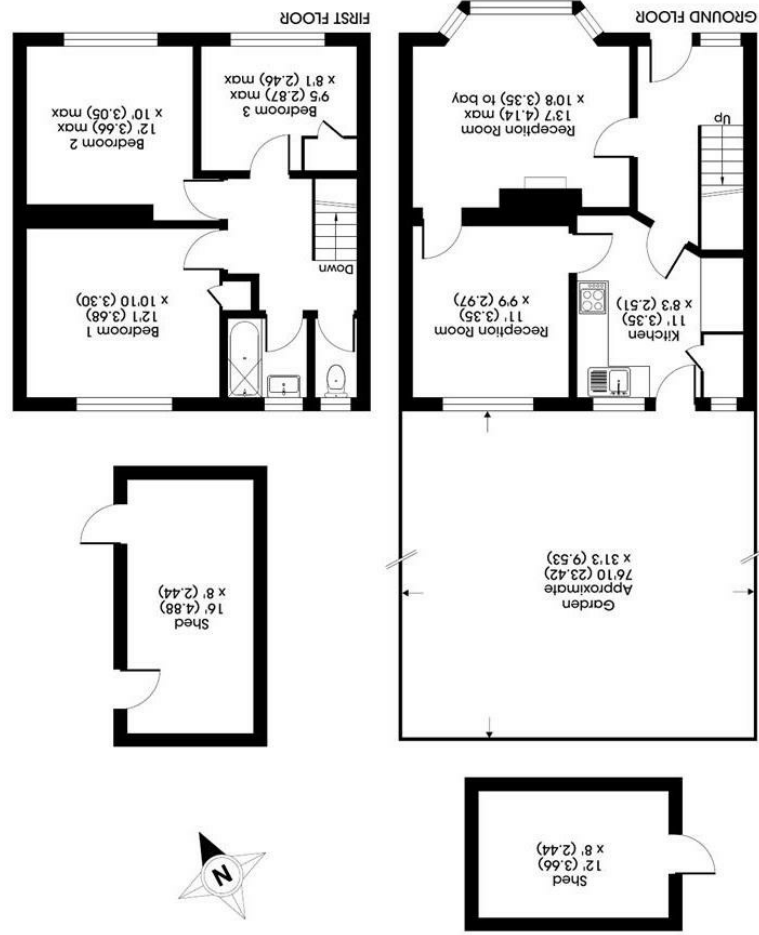 Shed
12' (3.66)
x 8' (2.44)
N
Garden
Approximate
76'10 (23.42)
x 31'3 (9.53)
Shed
16' (4.88)
x 8' (2.44)
Kitchen
11' (3.35)
x 8'3 (2.51)
Reception Room
11' (3.35)
x 9'9 (2.97)
Up
Reception Room
13'7 (4.14) max
x 10'8 (3.35) to bay
GROUND FLOOR
Down
Bedroom 1
12'1 (3.68)
x 10'10 (3.30)
Bedroom 3
9'5 (2.87) max
x 8'1 (2.46) max
Bedroom 2
12' (3.66) max
x 10' (3.05) max
FIRST FLOOR